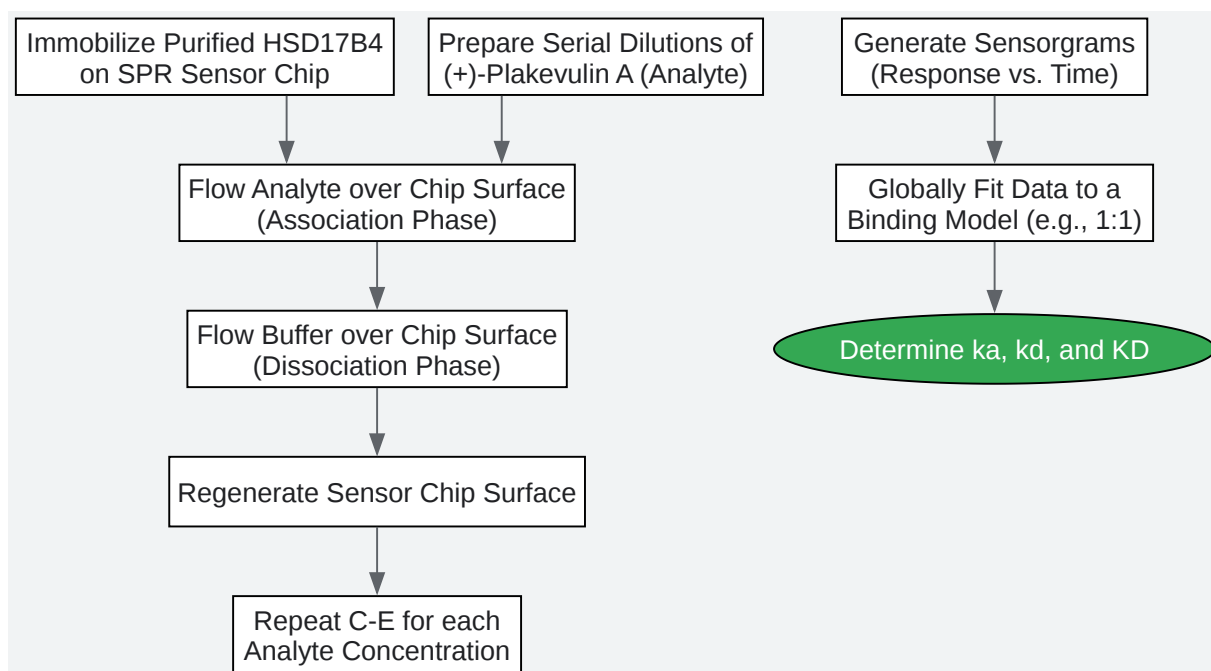 Immobilize Purified HSD17B4
on SPR Sensor Chip
Prepare Serial Dilutions of
(+)-Plakevulin A (Analyte)
Flow Analyte over Chip Surface
(Association Phase)
Flow Buffer over Chip Surface
(Dissociation Phase)
Regenerate Sensor Chip Surface
Repeat C-E for each
Analyte Concentration
Generate Sensorgrams
(Response vs. Time)
Globally Fit Data to a
Binding Model (e.g., 1:1)
Determine ka, kd, and KD